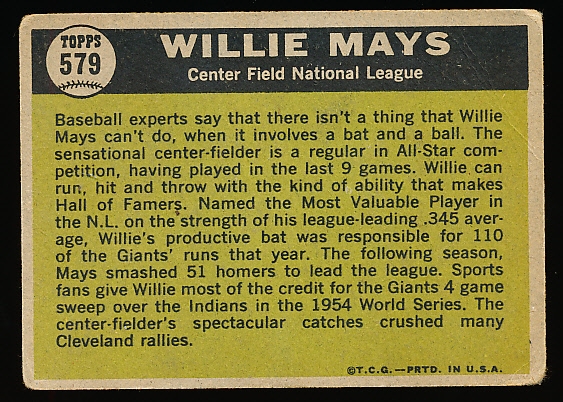 TOPPS
579
WILLIE MAYS
Center Field National League
Baseball experts say that there isn't a thing that Willie
Mays can't do, when it involves a bat and a ball. The
sensational center-fielder is a regular in All-Star com-
petition, having played in the last 9 games. Willie can
run, hit and throw with the kind of ability that makes
Hall of Famers. Named the Most Valuable Player in
the N.L. on the strength of his league-leading .345 aver-
age, Willie's productive bat was responsible for 110
of the Giants' runs that year. The following season,
Mays smashed 51 homers to lead the league. Sports
fans give Willie most of the credit for the Giants 4 game
sweep over the Indians in the 1954 World Series. The
center-fielder's spectacular catches crushed many
Cleveland rallies.
©T.C.G.—PRTD. IN U.S.A.